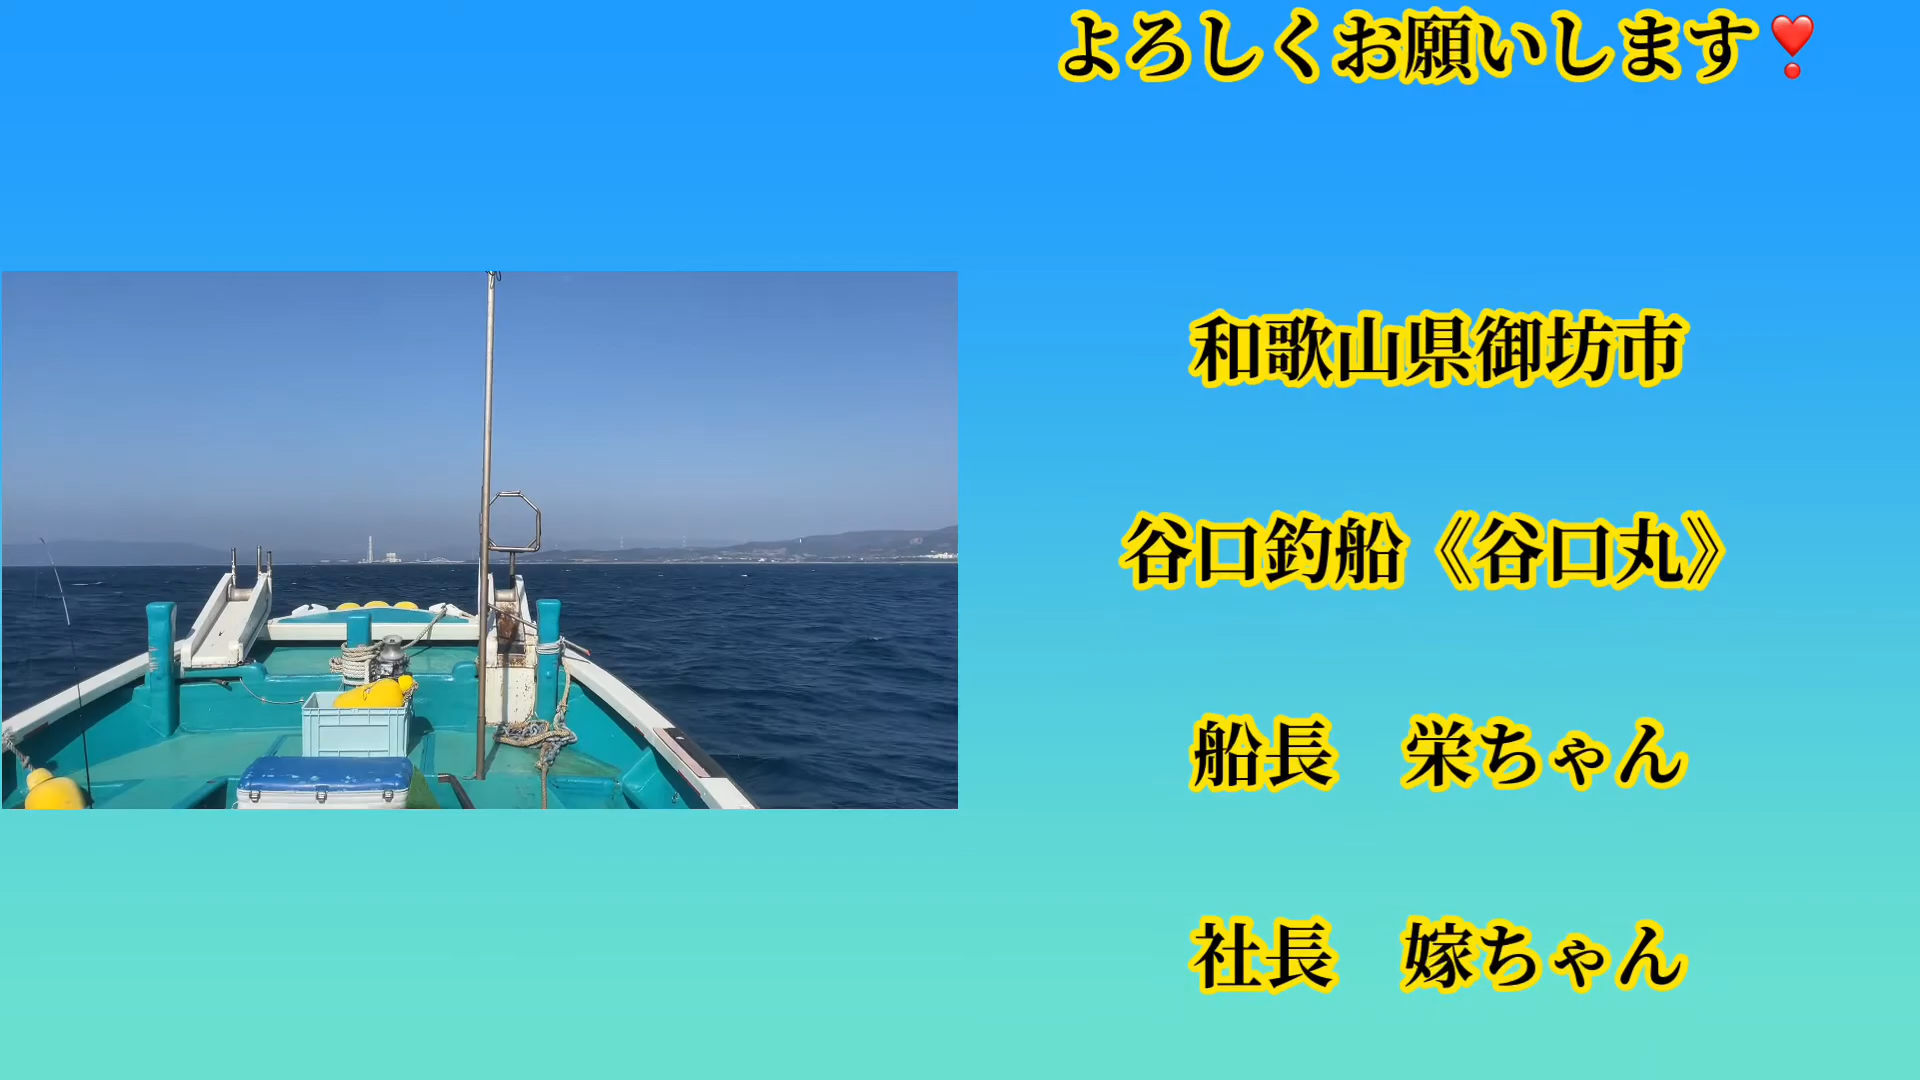 よろしくお願いします❣
和歌山県御坊市
谷口釣船《谷口丸》
船長　栄ちゃん
社長　嫁ちゃん